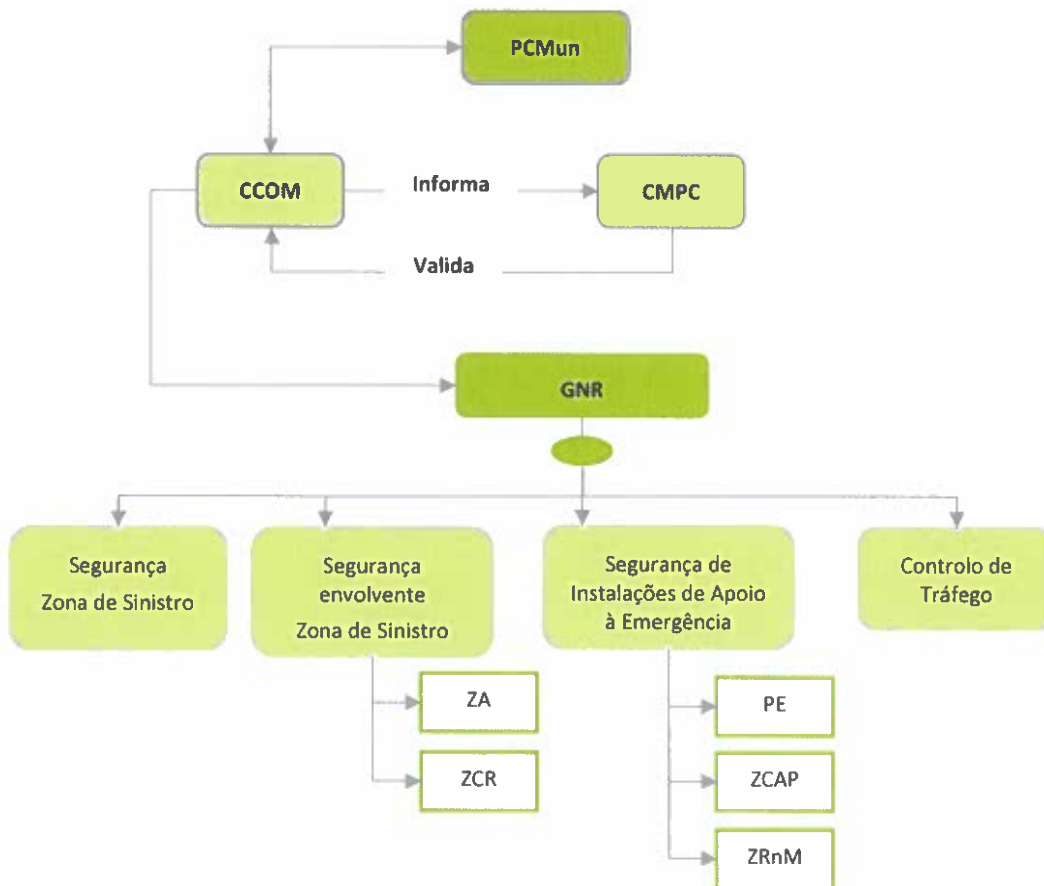 PCMun
CCOM
Informa
CMPC
Valida
GNR
Segurança
Zona de Sinistro
Segurança
envolvente
Zona de Sinistro
Segurança de
Instalações de Apoio
à Emergência
Controlo de
Tráfego
ZA
ZCR
PE
ZCAP
ZRnM